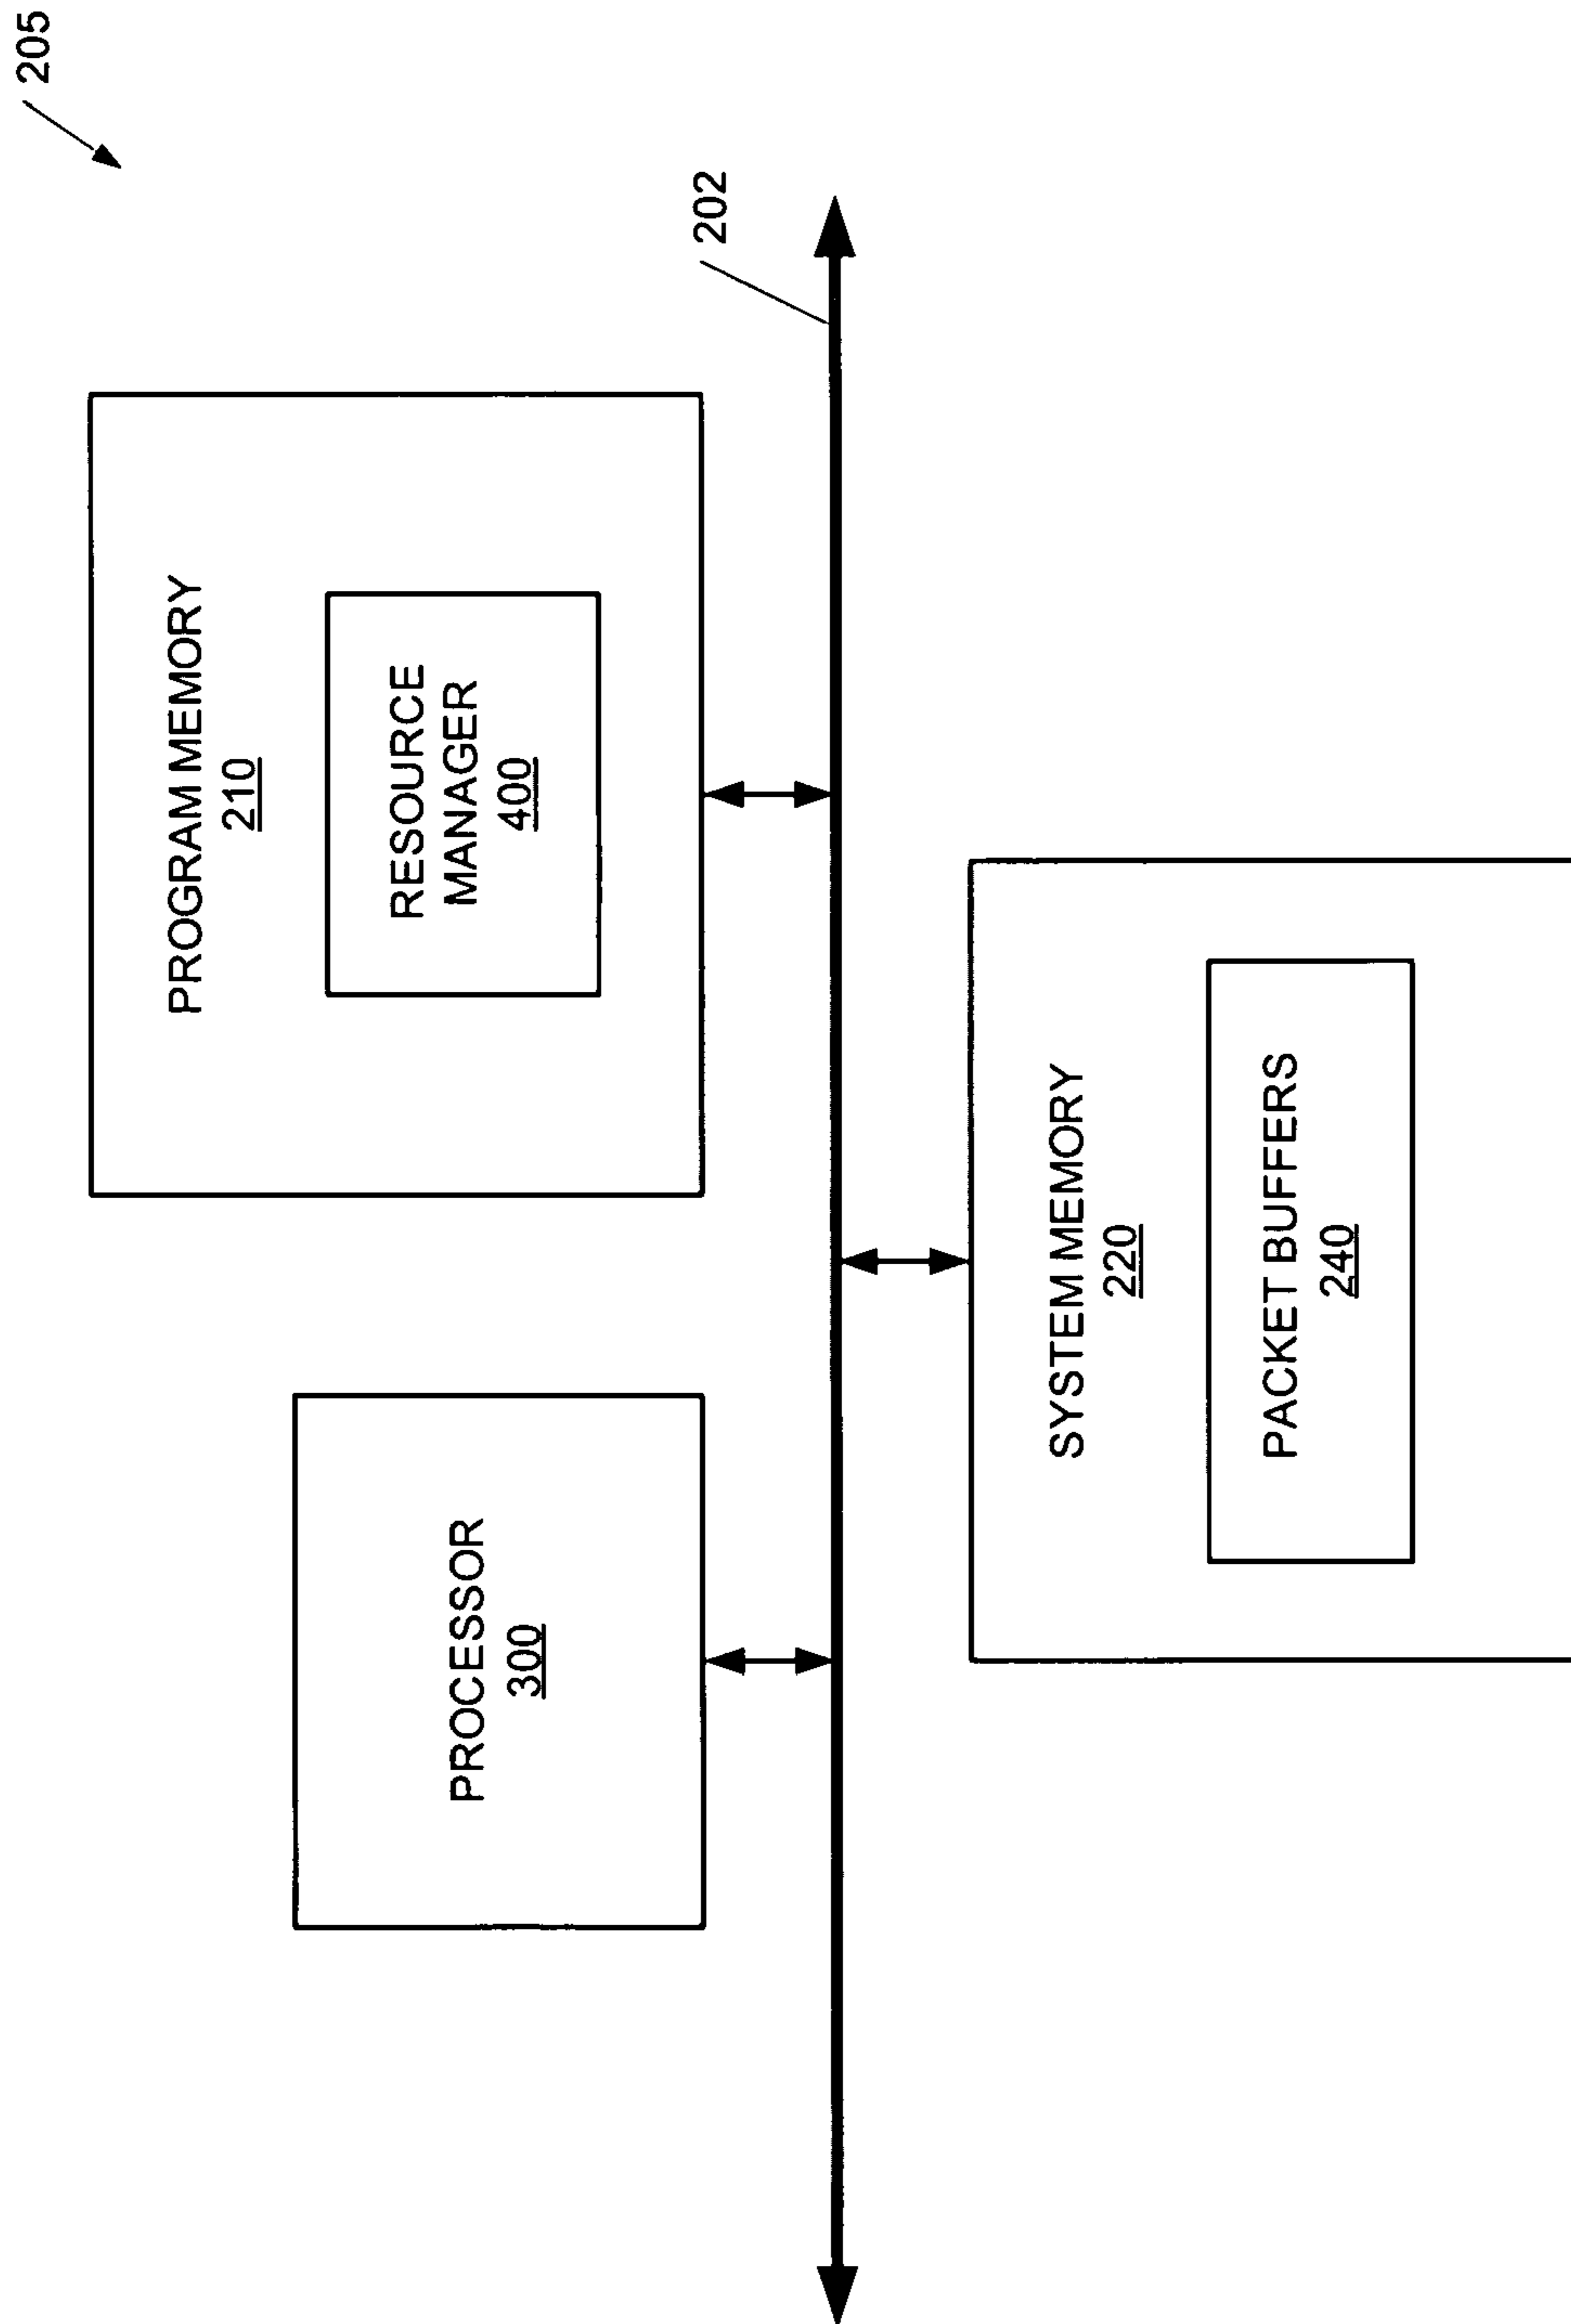 205
202
PROCESSOR
300
PROGRAM MEMORY
210
RESOURCE
MANAGER
400
SYSTEM MEMORY
220
PACKET BUFFERS
240